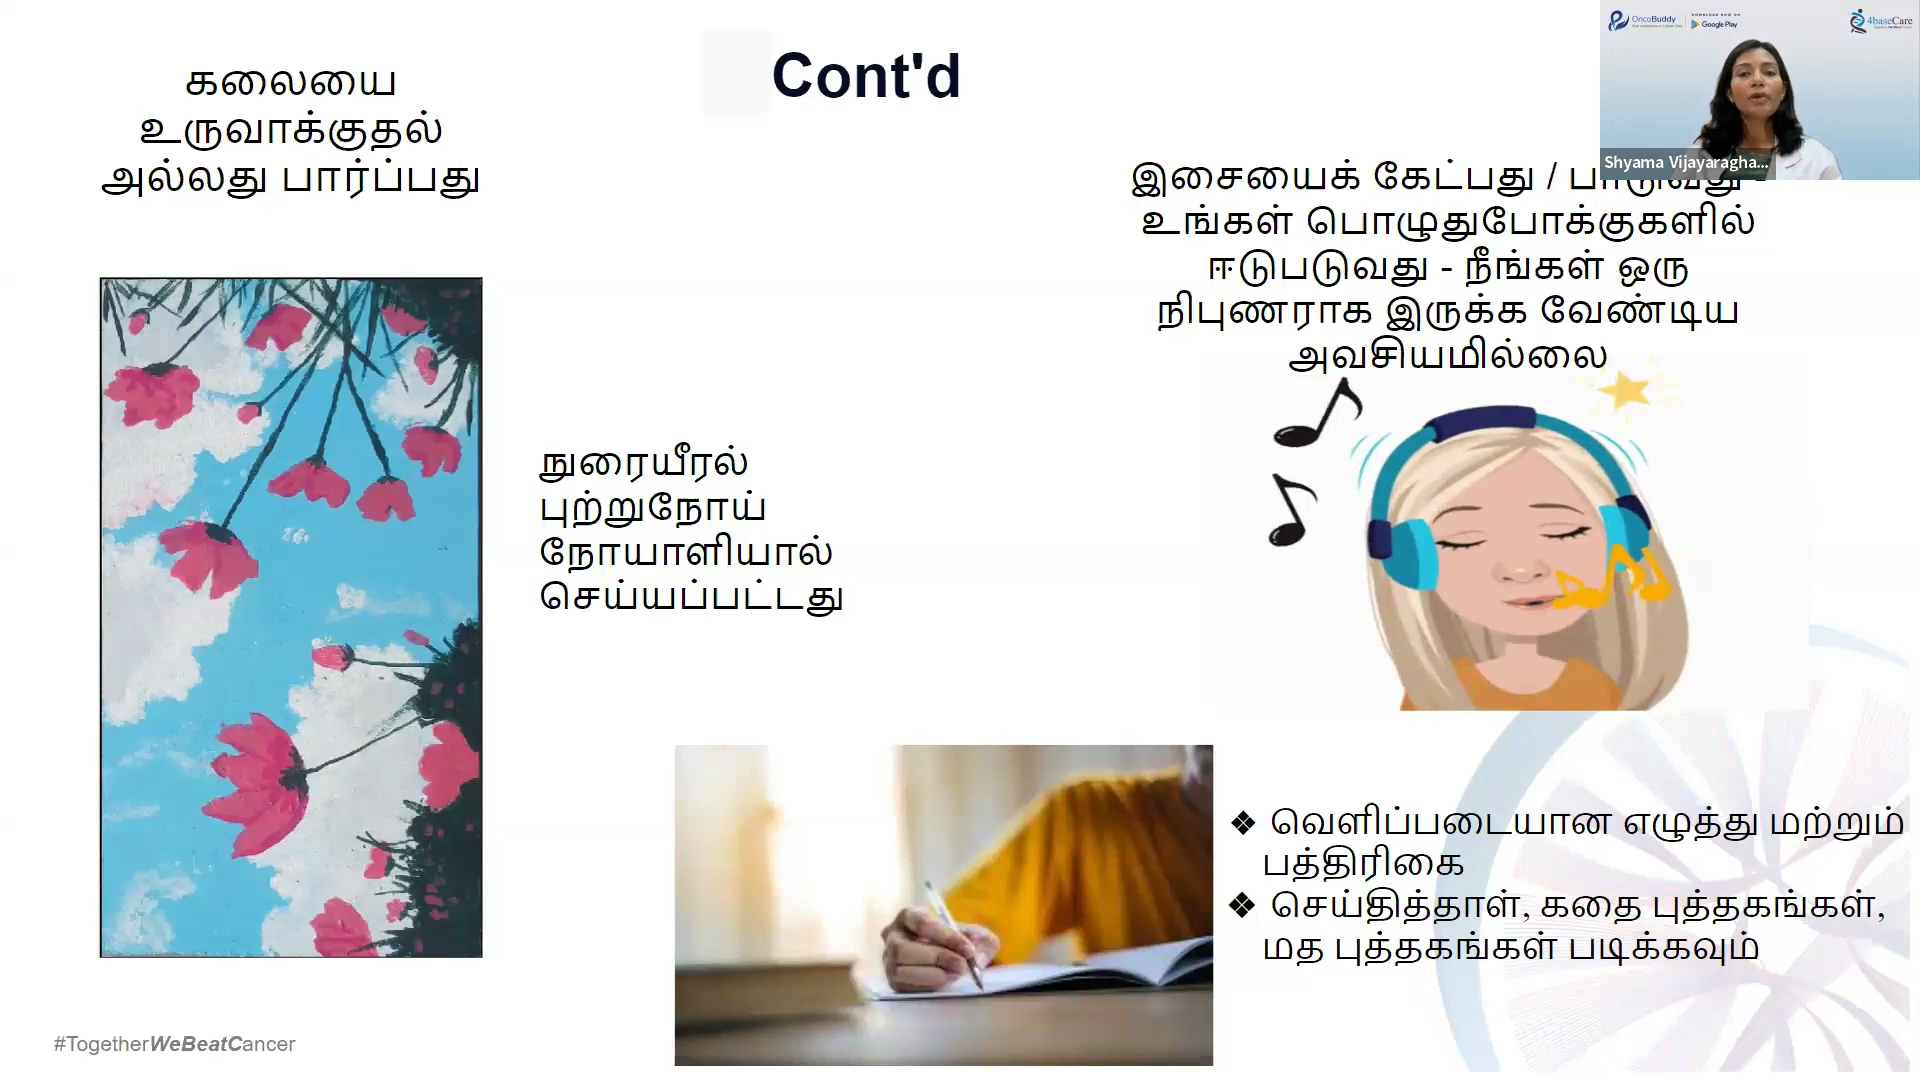 Cont'd
கலையை
உருவாக்குதல்
அல்லது பார்ப்பது
OncoBuddy
DOWNLOAD NOW ON
Google Play
4baseCare
Shyama Vijayaragha...
இசையைக் கேட்பது / பாடுவது -
உங்கள் பொழுதுபோக்குகளில்
ஈடுபடுவது - நீங்கள் ஒரு
நிபுணராக இருக்க வேண்டிய
அவசியமில்லை
நுரையீரல்
புற்றுநோய்
நோயாளியால்
செய்யப்பட்டது
❖ வெளிப்படையான எழுத்து மற்றும்
பத்திரிகை
❖ செய்தித்தாள், கதை புத்தகங்கள்,
மத புத்தகங்கள் படிக்கவும்
#TogetherWeBeatCancer